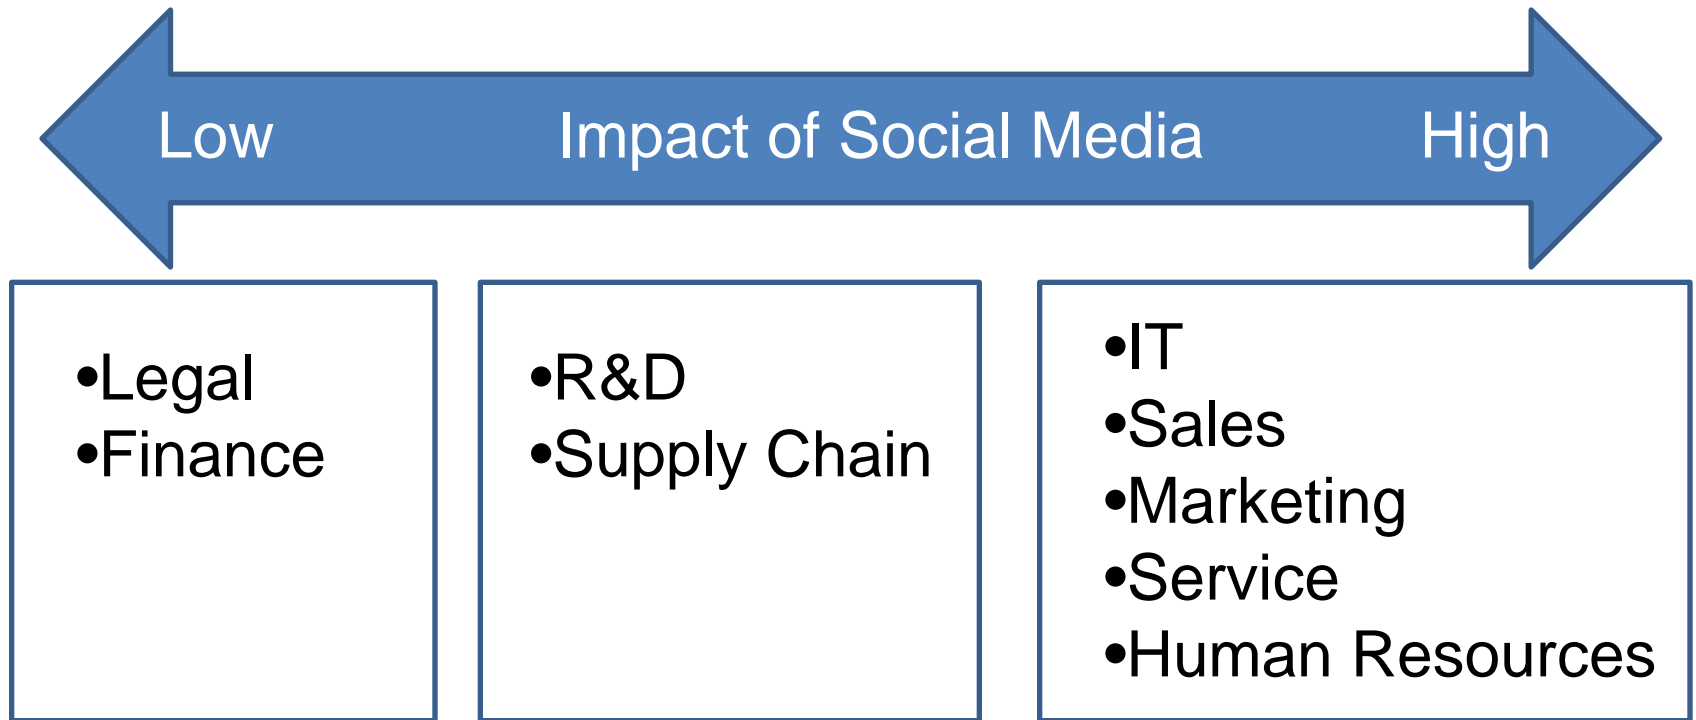 Low Impact of Social Media High
•Legal
•Finance
•R&D
•Supply Chain
•IT
•Sales
•Marketing
•Service
•Human Resources